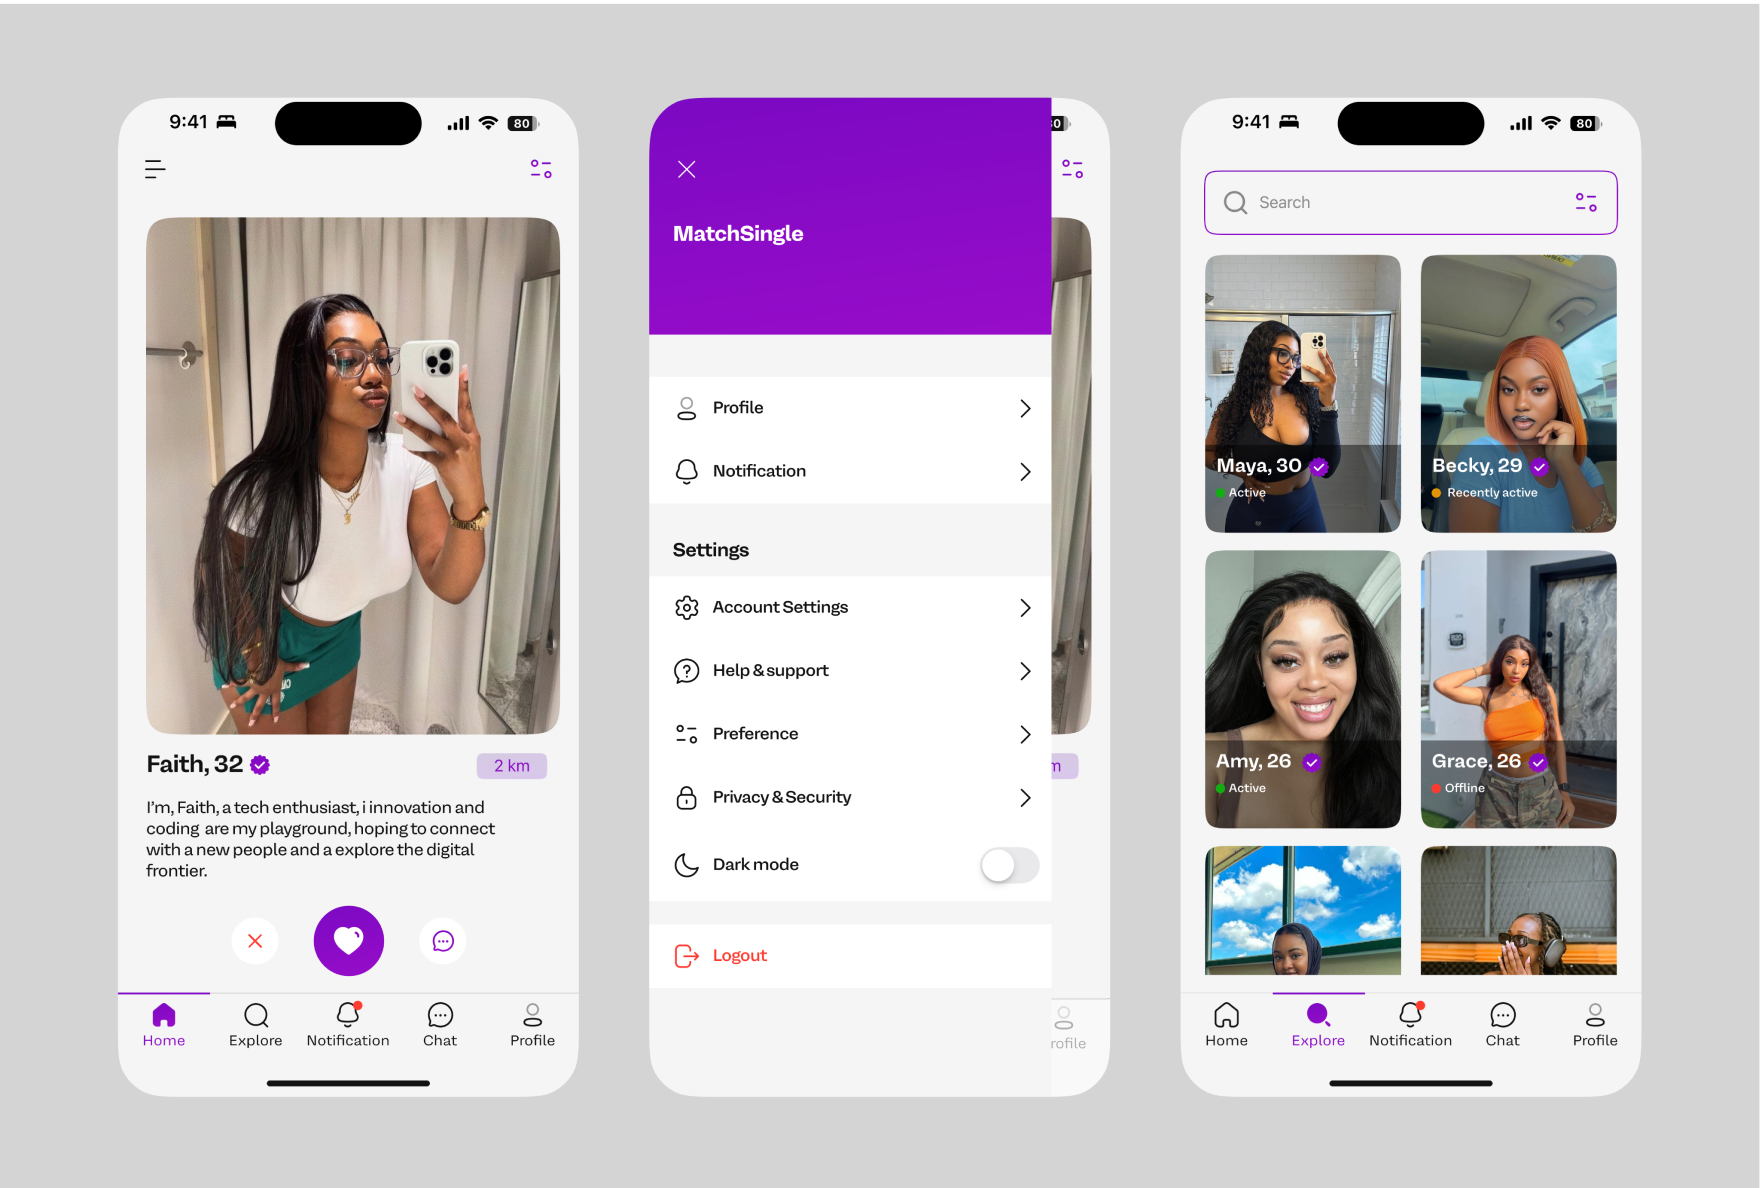 9:41
80
Faith, 32
2 km
I'm, Faith, a tech enthusiast, i innovation and
coding are my playground, hoping to connect
with a new people and a explore the digital
frontier.
Home
Explore
Notification
Chat
Profile
80
MatchSingle
Profile
Notification
Settings
Account Settings
Help & support
Preference
Privacy & Security
Dark mode
Logout
m
rofile
9:41
80
Search
Maya, 30
Active
Becky, 29
Recently active
Amy, 26
Active
Grace, 26
Offline
Home
Explore
Notification
Chat
Profile